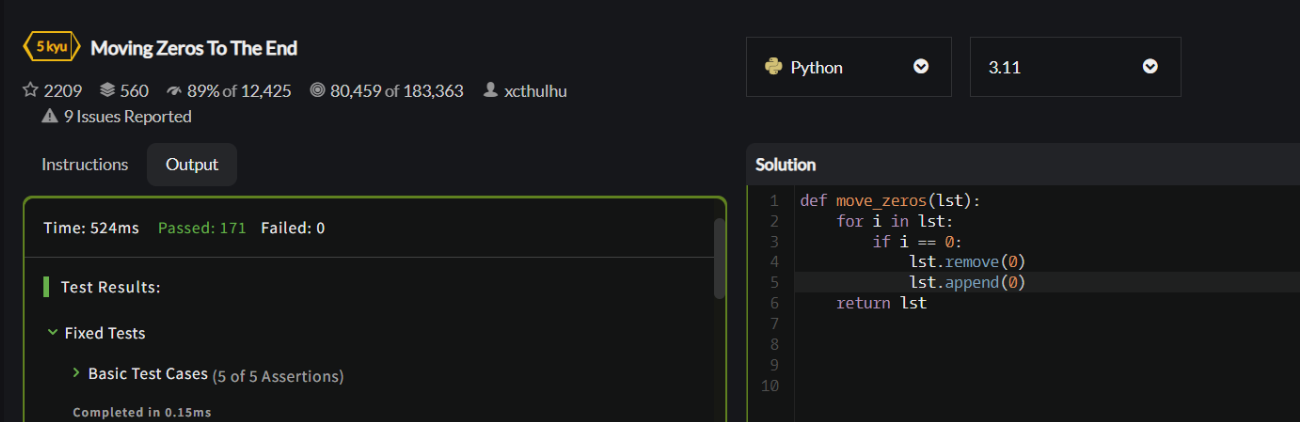 5 kyu Moving Zeros To The End
2209 560 89% of 12,425 80,459 of 183,363 xcthulhu
9 Issues Reported
Instructions Output
Time: 524ms Passed: 171 Failed: 0
Test Results:
Fixed Tests
Basic Test Cases (5 of 5 Assertions)
Completed in 0.15ms
Python 3.11
Solution
1 def move_zeros(lst):
2 for i in lst:
3 if i == 0:
4 lst.remove(0)
5 lst.append(0)
6 return lst
7
8
9
10